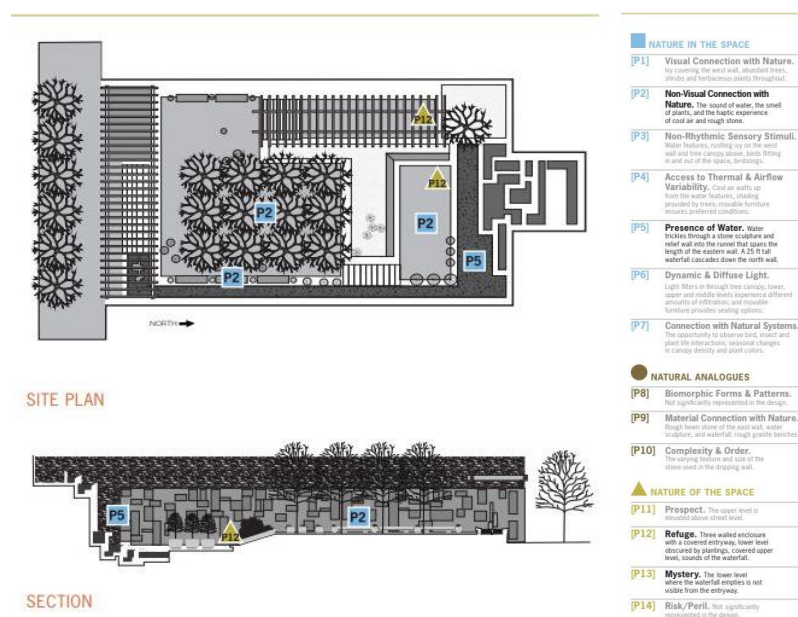 P12
P12
P2
P2
P5
P2
NORTH
SITE PLAN
P5
P2
P12
SECTION
NATURE IN THE SPACE
[P1] Visual Connection with Nature.
Ivy covering the west wall, abundant trees,
shrubs and herbaceous plants throughout.
[P2] Non-Visual Connection with
Nature. The sound of water, the smell
of plants, and the haptic experience
of cool air and rough stone.
[P3] Non-Rhythmic Sensory Stimuli.
Water features, rustling ivy on the west
wall and tree canopy above, birds flitting
in and out of the space, birdsongs.
[P4] Access to Thermal & Airflow
Variability. Cool air wafts up
from the water features, shading
provided by trees, movable furniture
ensures preferred conditions.
[P5] Presence of Water. Water
trickles through a stone sculpture and
relief wall into the runnel that spans the
length of the eastern wall. A 25 ft tall
waterfall cascades down the north wall.
[P6] Dynamic & Diffuse Light.
Light filters in through tree canopy; lower,
upper and middle levels experience different
amounts of infiltration; and movable
furniture provides seating options.
[P7] Connection with Natural Systems.
The opportunity to observe bird, insect and
plant life interactions, seasonal changes
in canopy density and plant colors.
NATURAL ANALOGUES
[P8] Biomorphic Forms & Patterns.
Not significantly represented in the design.
[P9] Material Connection with Nature.
Rough hewn stone of the east wall, water
sculpture, and waterfall; rough granite benches.
[P10] Complexity & Order.
The varying texture and size of the
stone used in the dripping wall.
NATURE OF THE SPACE
[P11] Prospect. The upper level is
elevated above street level.
[P12] Refuge. Three walled enclosure
with a covered entryway, lower level
obscured by plantings, covered upper
level, sounds of the waterfall.
[P13] Mystery. The lower level
where the waterfall empties is not
visible from the entryway.
[P14] Risk/Peril. Not significantly
represented in the design.